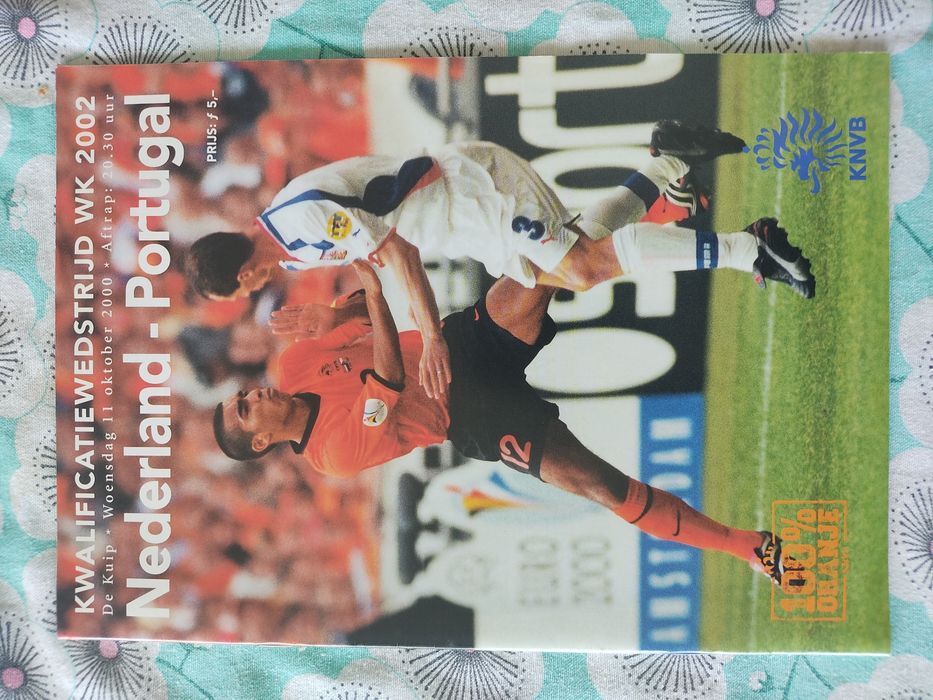 KWALIFICATIEWEDSTRIJD WK 2002
De Kuip * Woensdag 11 oktober 2000 * Aftrap: 20.30 uur
Nederland - Portugal
PRIJS: ƒ 5,-
3
12
2000
KNVB
100%
ORANJE